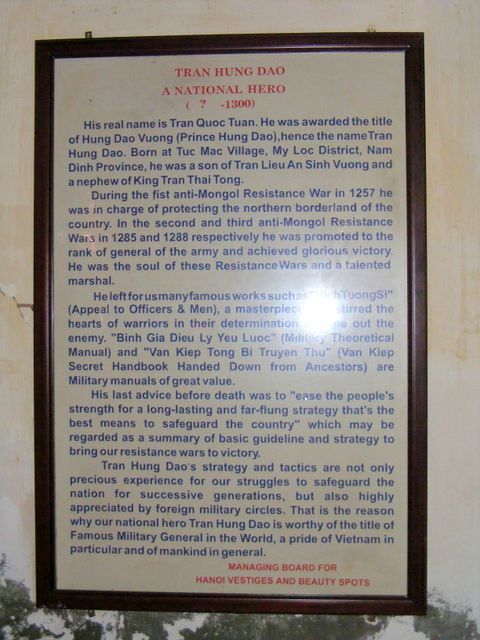 TRAN HUNG DAO
A NATIONAL HERO
( ? -1300)
His real name is Tran Quoc Tuan. He was awarded the title
of Hung Dao Vuong (Prince Hung Dao),hence the name Tran
Hung Dao. Born at Tuc Mac Village, My Loc District, Nam
Dinh Province, he was a son of Tran Lieu An Sinh Vuong and
a nephew of King Tran Thai Tong.
During the fist anti-Mongol Resistance War in 1257 he
was in charge of protecting the northern borderland of the
country. In the second and third anti-Mongol Resistance
Wars in 1285 and 1288 respectively he was promoted to the
rank of general of the army and achieved glorious victory.
He was the soul of these Resistance Wars and a talented
marshal.
He left for us many famous works such as TuongSi"
(Appeal to Officers & Men), a masterpiece stirred the
hearts of warriors in their determination out the
enemy. "Binh Gia Dieu Ly Yeu Luoc" (Military Theoretical
Manual) and "Van Kiep Tong Bi Truyen Thu" (Van Kiep
Secret Handbook Handed Down from Ancestors) are
Military manuals of great value.
His last advice before death was to "ease the people's
strength for a long-lasting and far-flung strategy that's the
best means to safeguard the country" which may be
regarded as a summary of basic guideline and strategy to
bring our resistance wars to victory.
Tran Hung Dao's strategy and tactics are not only
precious experience for our struggles to safeguard the
nation for successive generations, but also highly
appreciated by foreign military circles. That is the reason
why our national hero Tran Hung Dao is worthy of the title of
Famous Military General in the World, a pride of Vietnam in
particular and of mankind in general.
MANAGING BOARD FOR
HANOI VESTIGES AND BEAUTY SPOTS